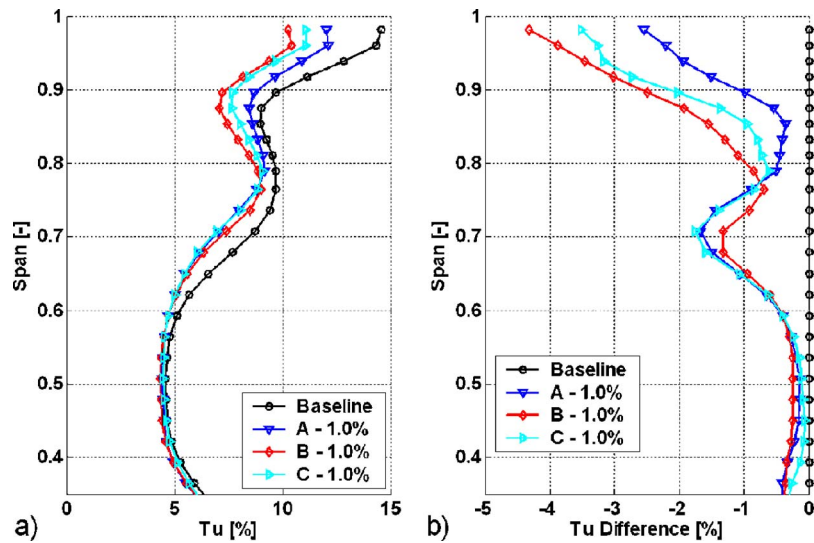 1
0.9
0.8
0.7
0.6
0.5
0.4
Span [-]
0
5
10
15
Tu [%]
a)
Baseline
A - 1.0%
B - 1.0%
C - 1.0%
1
0.9
0.8
0.7
0.6
0.5
0.4
Span [-]
-5
-4
-3
-2
-1
0
Tu Difference [%]
b)
Baseline
A - 1.0%
B - 1.0%
C - 1.0%